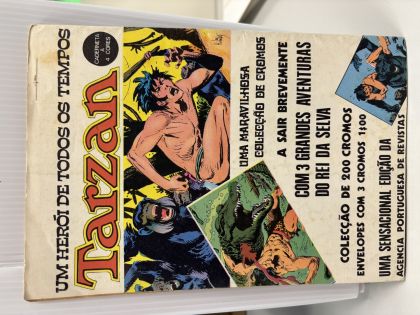 UM HERÓI DE TODOS OS TEMPOS
Tarzan
CADERNETA
A
4 CORES
UMA MARAVILHOSA
COLECÇÃO DE CROMOS
A SAIR BREVEMENTE
COM 3 GRANDES AVENTURAS
DO REI DA SELVA
COLECÇÃO DE 200 CROMOS
ENVELOPES COM 3 CROMOS 1$00
UMA SENSACIONAL EDIÇÃO DA
AGENCIA PORTUGUESA DE REVISTAS